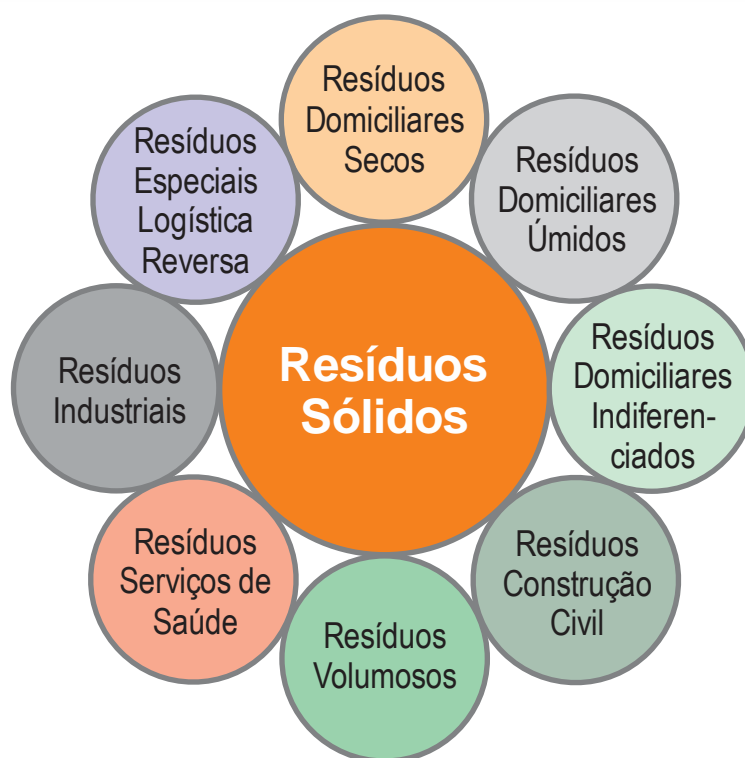 Resíduos
Domiciliares
Secos
Resíduos
Domiciliares
Úmidos
Resíduos
Domiciliares
Indiferen-
ciados
Resíduos
Construção
Civil
Resíduos
Volumosos
Resíduos
Serviços de
Saúde
Resíduos
Industriais
Resíduos
Especiais
Logística
Reversa
Resíduos
Sólidos